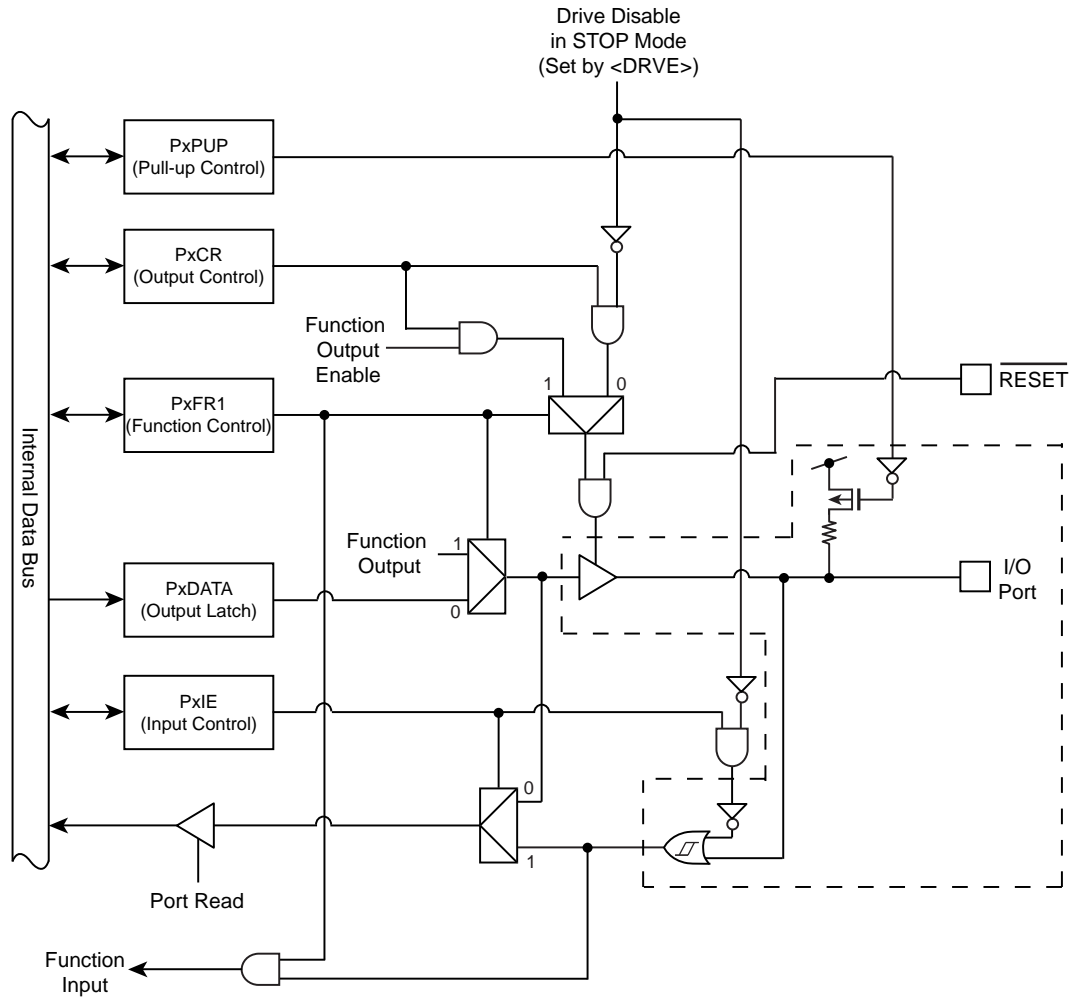 Drive Disable
in STOP Mode
(Set by <DRVE>)
PxPUP
(Pull-up Control)
PxCR
(Output Control)
Function
Output
Enable
1
0
RESET
PxFR1
(Function Control)
Internal Data Bus
Function
Output
1
0
I/O
Port
PxDATA
(Output Latch)
PxIE
(Input Control)
0
1
Port Read
Function
Input